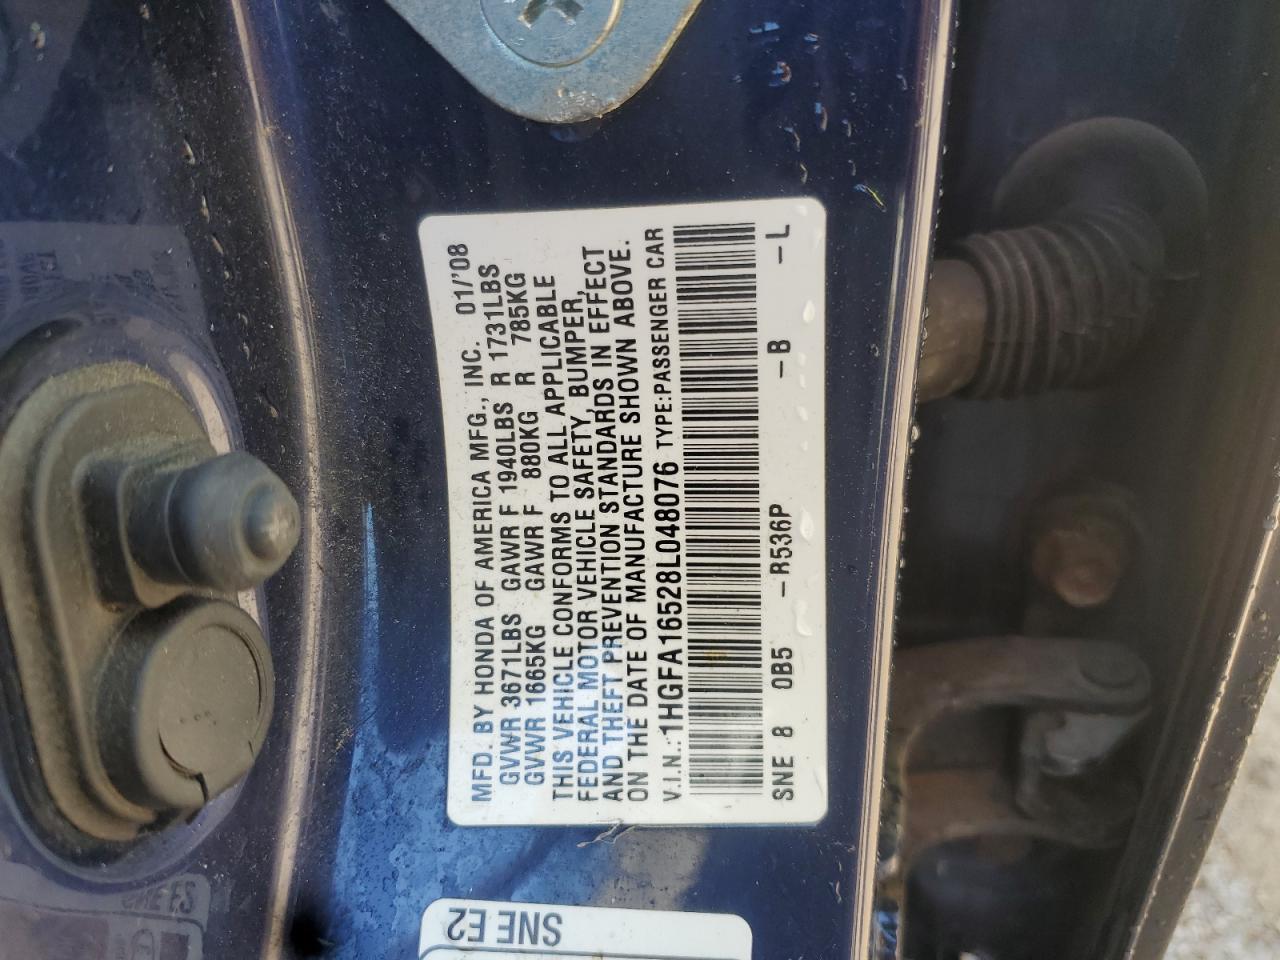 MFD. BY HONDA OF AMERICA MFG., INC. 01/'08
GVWR 3671LBS GAWR F 1940LBS R 1731LBS
GVWR 1665KG GAWR F 880KG R 785KG
THIS VEHICLE CONFORMS TO ALL APPLICABLE
FEDERAL MOTOR VEHICLE SAFETY, BUMPER,
AND THEFT PREVENTION STANDARDS IN EFFECT
ON THE DATE OF MANUFACTURE SHOWN ABOVE.
V.I.N.: 1HGFA16528L048076 TYPE:PASSENGER CAR
SNE 8 0B5 -R536P -B -L
SNE E2